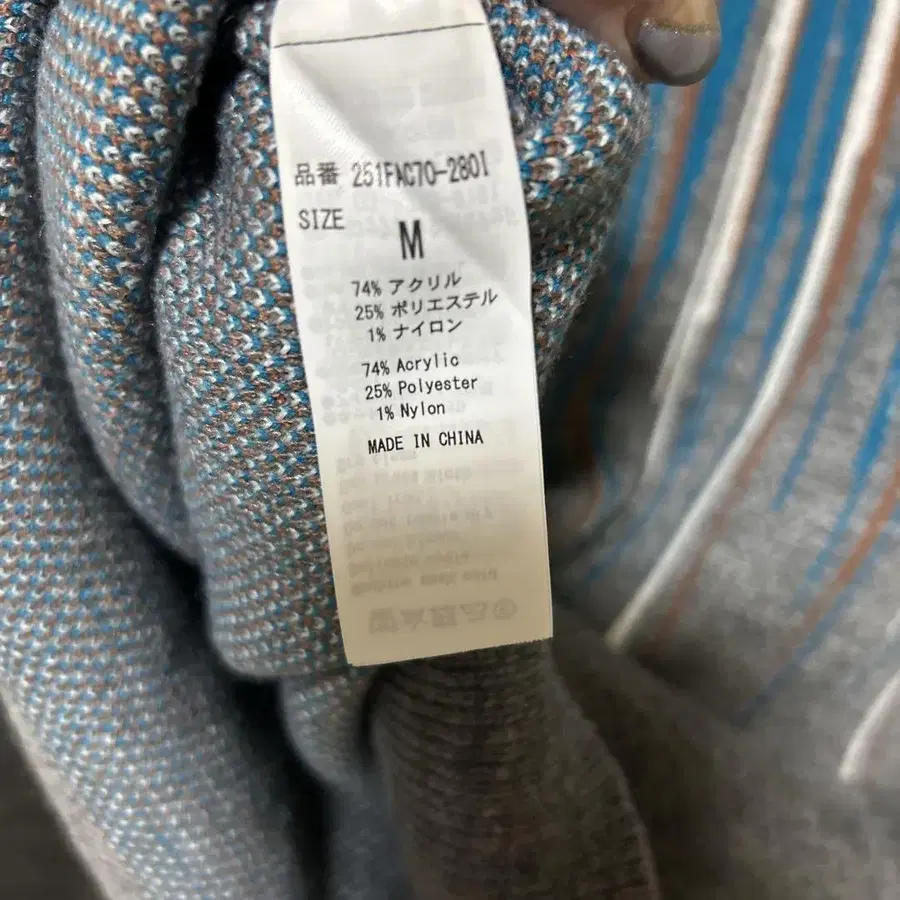 品番 251FAC70-280I
SIZE
M
74% アクリル
25% ポリエステル
1% ナイロン
74% Acrylic
25% Polyester
1% Nylon
MADE IN CHINA